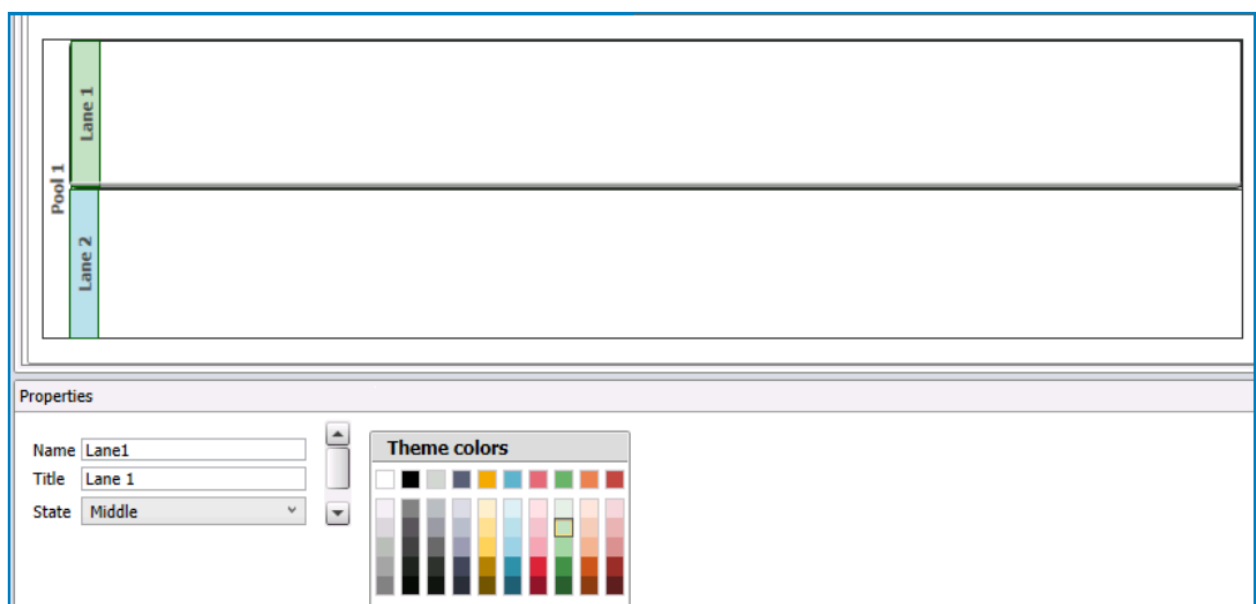 Pool 1
Lane 1
Lane 2
Properties
Name Lane1
Title Lane 1
State Middle
Theme colors